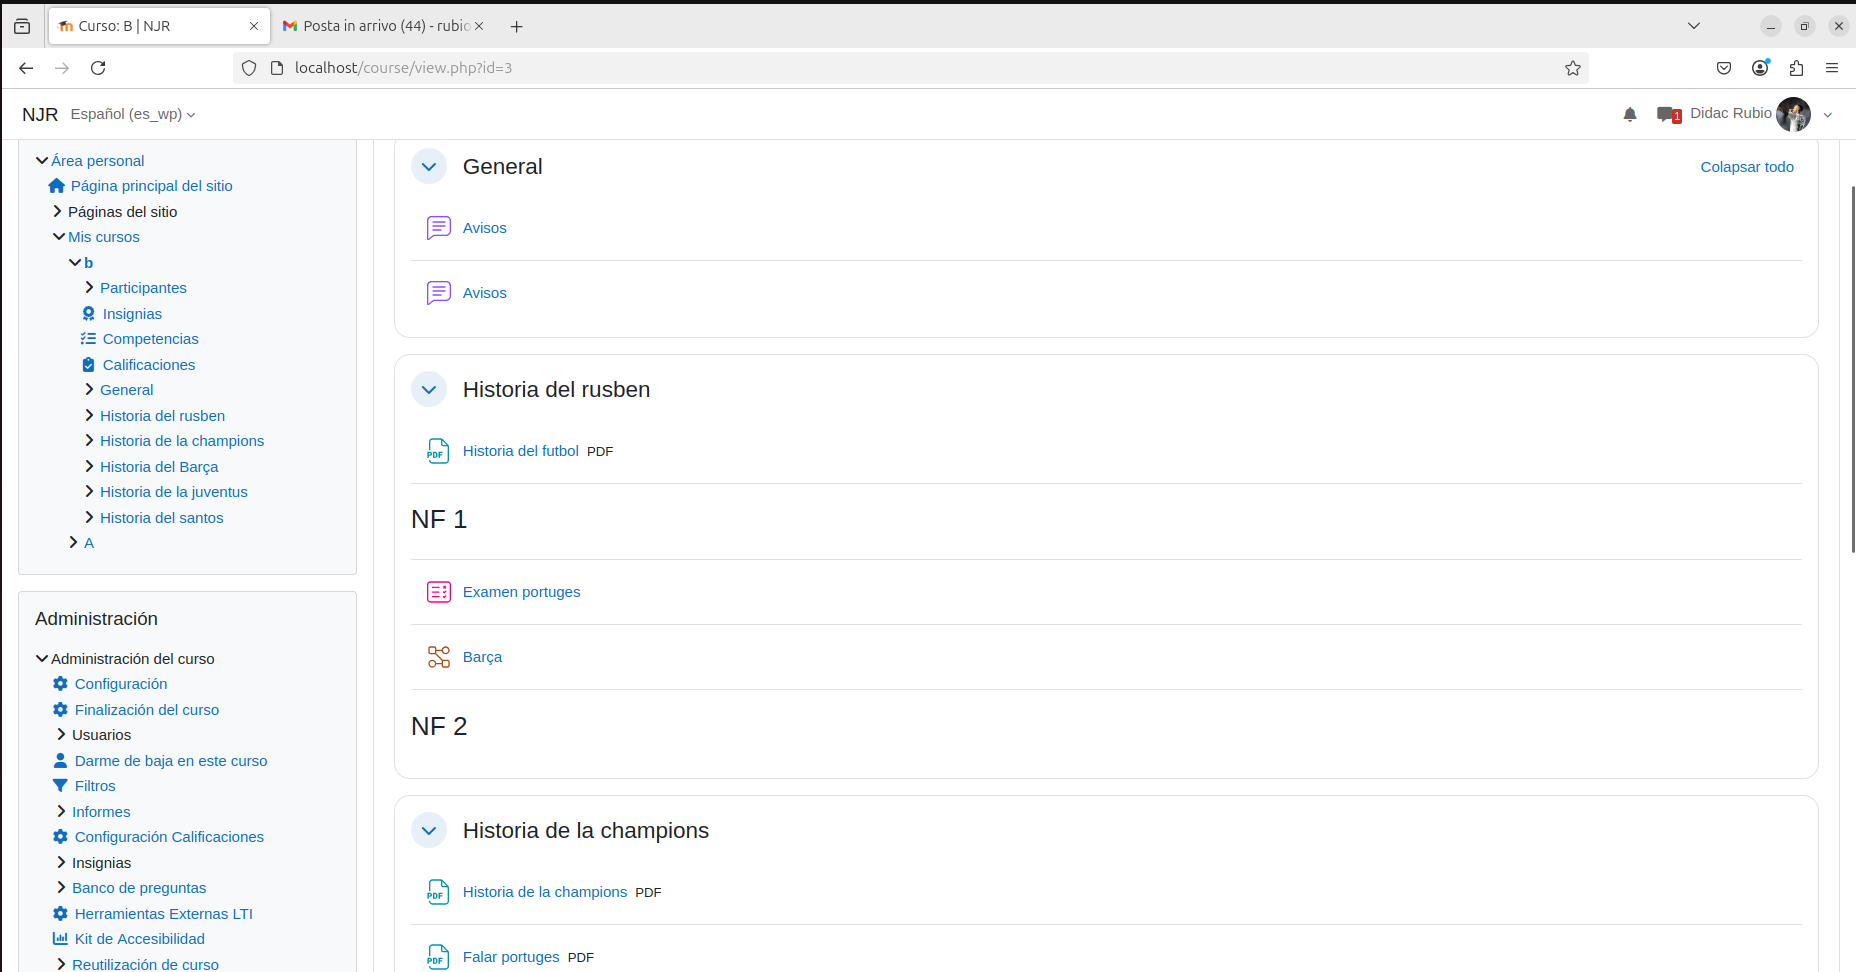 Curso: B | NJR
Posta in arrivo (44) - rubio
localhost/course/view.php?id=3
NJR Español (es_wp)
1 Didac Rubio
Área personal
Página principal del sitio
Páginas del sitio
Mis cursos
b
Participantes
Insignias
Competencias
Calificaciones
General
Historia del rusben
Historia de la champions
Historia del Barça
Historia de la juventus
Historia del santos
A
Administración
Administración del curso
Configuración
Finalización del curso
Usuarios
Darme de baja en este curso
Filtros
Informes
Configuración Calificaciones
Insignias
Banco de preguntas
Herramientas Externas LTI
Kit de Accesibilidad
Reutilización de curso
General
Colapsar todo
Avisos
Avisos
Historia del rusben
PDF Historia del futbol PDF
NF 1
Examen portuges
Barça
NF 2
Historia de la champions
PDF Historia de la champions PDF
PDF Falar portuges PDF